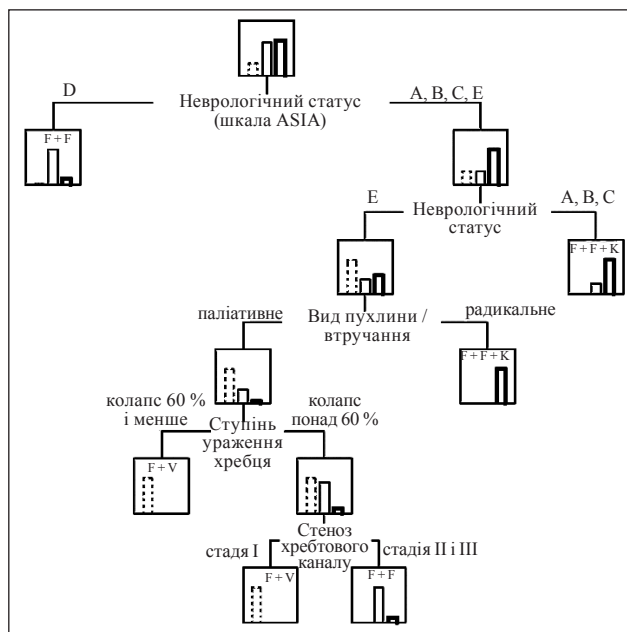 D
Неврологічний статус
(шкала ASIA)
A, B, C, E
F + F
E
Неврологічний
статус
A, B, C
F + F + K
паліативне
Вид пухлини /
втручання
радикальне
F + F + K
колапс 60 %
і менше
Ступінь
ураження
хребця
колапс
понад 60 %
F + V
стадя I
Стеноз
хребтового
каналу
стадія II і III
F + V
F + F